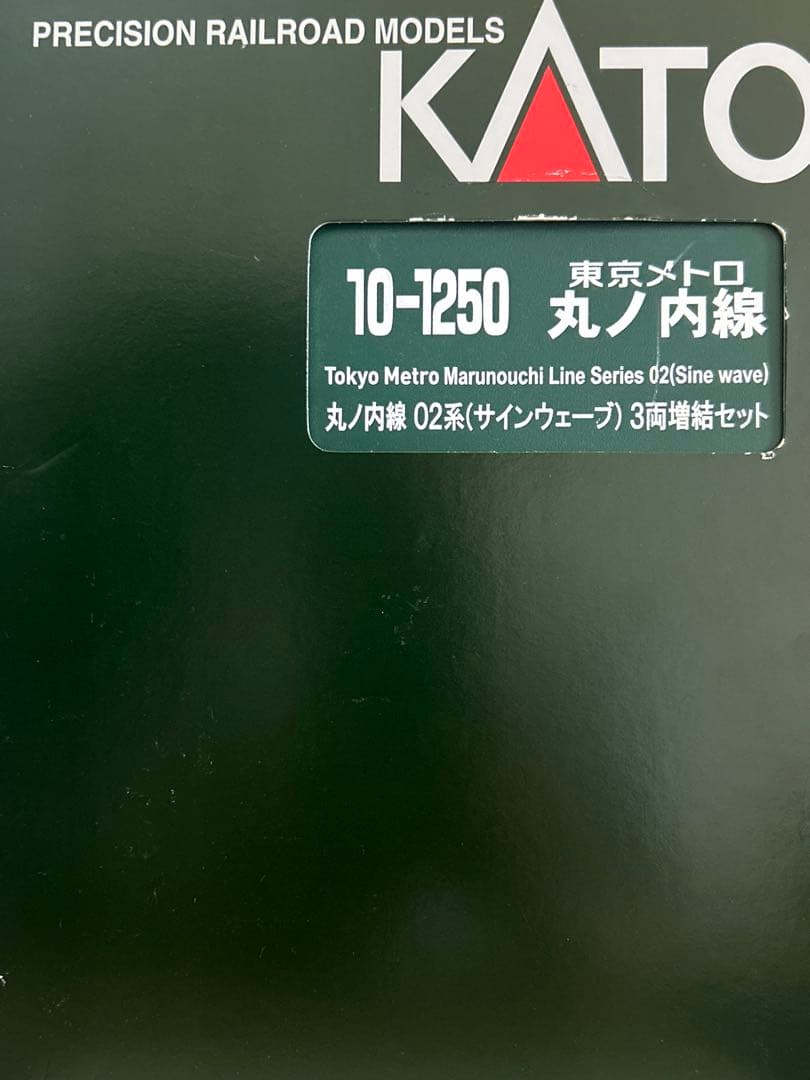 PRECISION RAILROAD MODELS
KATO
10-1250
東京メトロ
丸ノ内線
Tokyo Metro Marunouchi Line Series 02(Sine wave)
丸ノ内線 02系(サインウェーブ) 3両増結セット